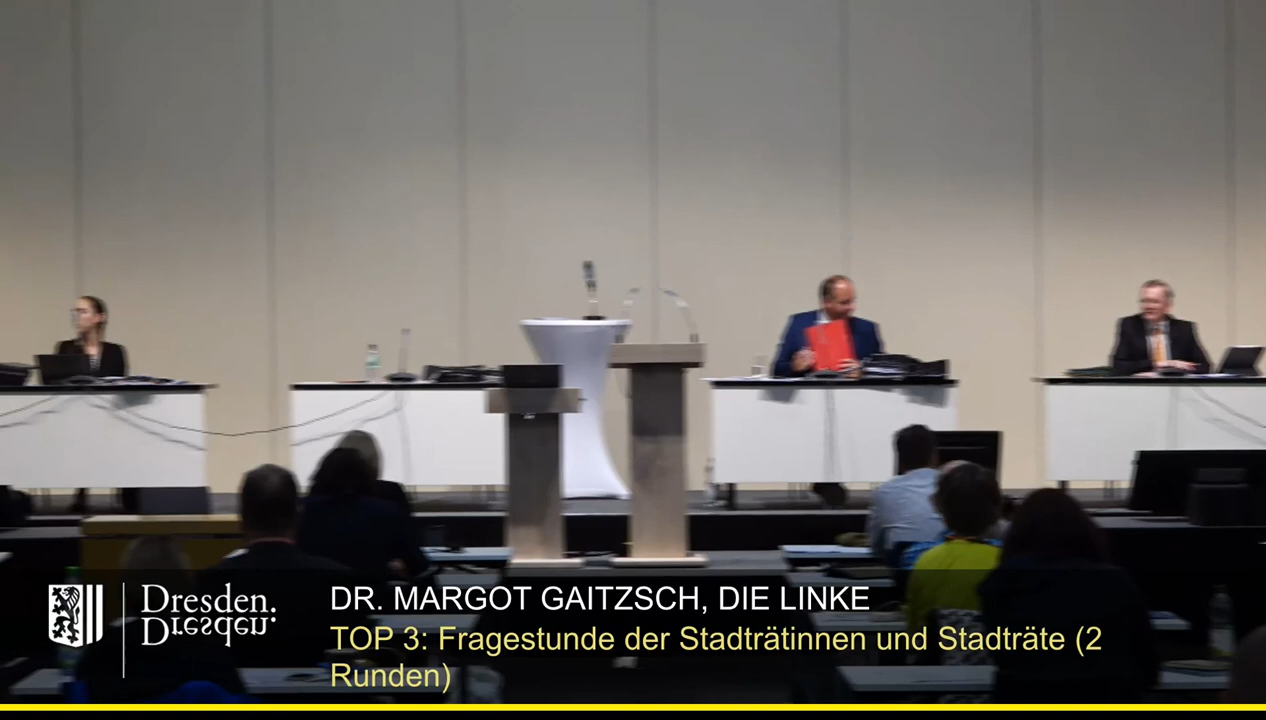 Dresden.
Dresden.
DR. MARGOT GAITZSCH, DIE LINKE
TOP 3: Fragestunde der Stadträtinnen und Stadträte (2
Runden)